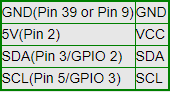 GND(Pin 39 or Pin 9) GND
5V(Pin 2) VCC
SDA(Pin 3/GPIO 2) SDA
SCL(Pin 5/GPIO 3) SCL